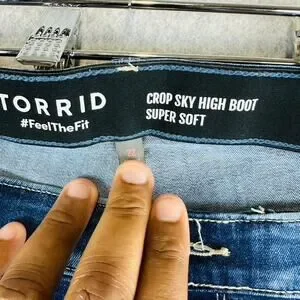 TORRID
#FeelTheFit
CROP SKY HIGH BOOT
SUPER SOFT